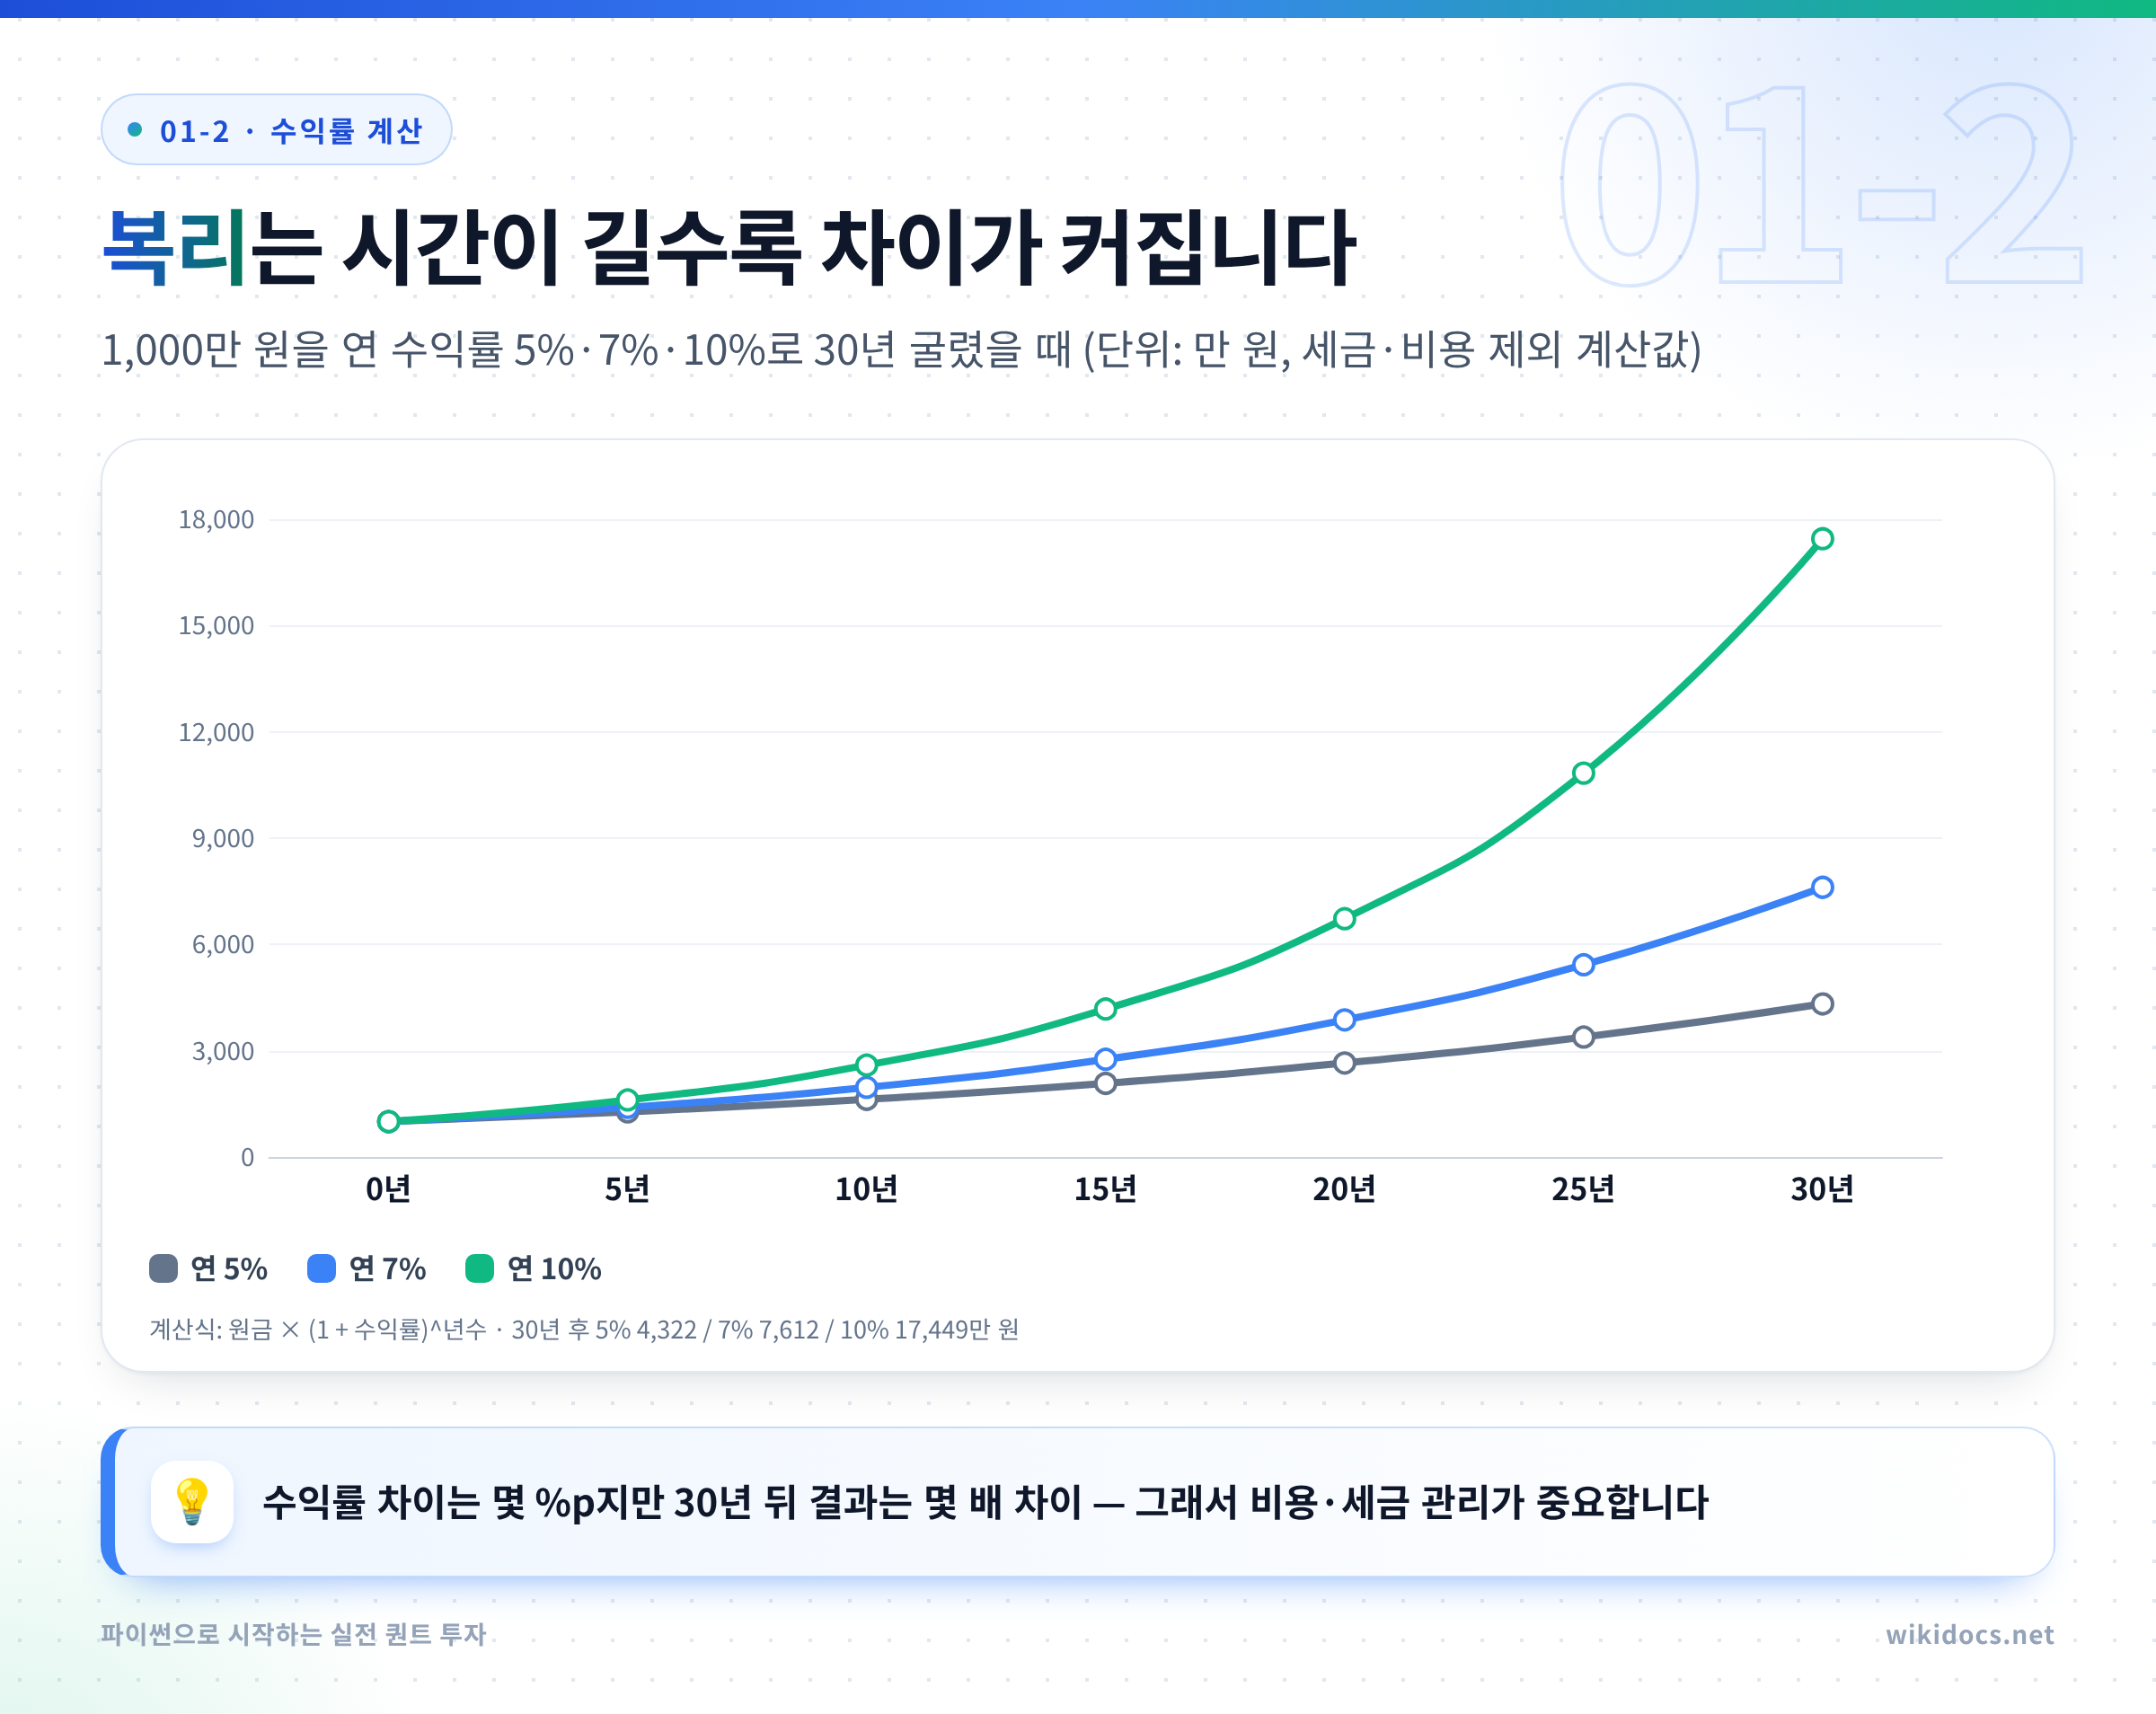 01-2
01-2 · 수익률 계산
복리는 시간이 길수록 차이가 커집니다
1,000만 원을 연 수익률 5%·7%·10%로 30년 굴렸을 때 (단위: 만 원, 세금·비용 제외 계산값)
18,000
15,000
12,000
9,000
6,000
3,000
0
0년 5년 10년 15년 20년 25년 30년
연 5% 연 7% 연 10%
계산식: 원금 × (1 + 수익률)^년수 · 30년 후 5% 4,322 / 7% 7,612 / 10% 17,449만 원
수익률 차이는 몇 %p지만 30년 뒤 결과는 몇 배 차이 — 그래서 비용·세금 관리가 중요합니다
파이썬으로 시작하는 실전 퀀트 투자
wikidocs.net